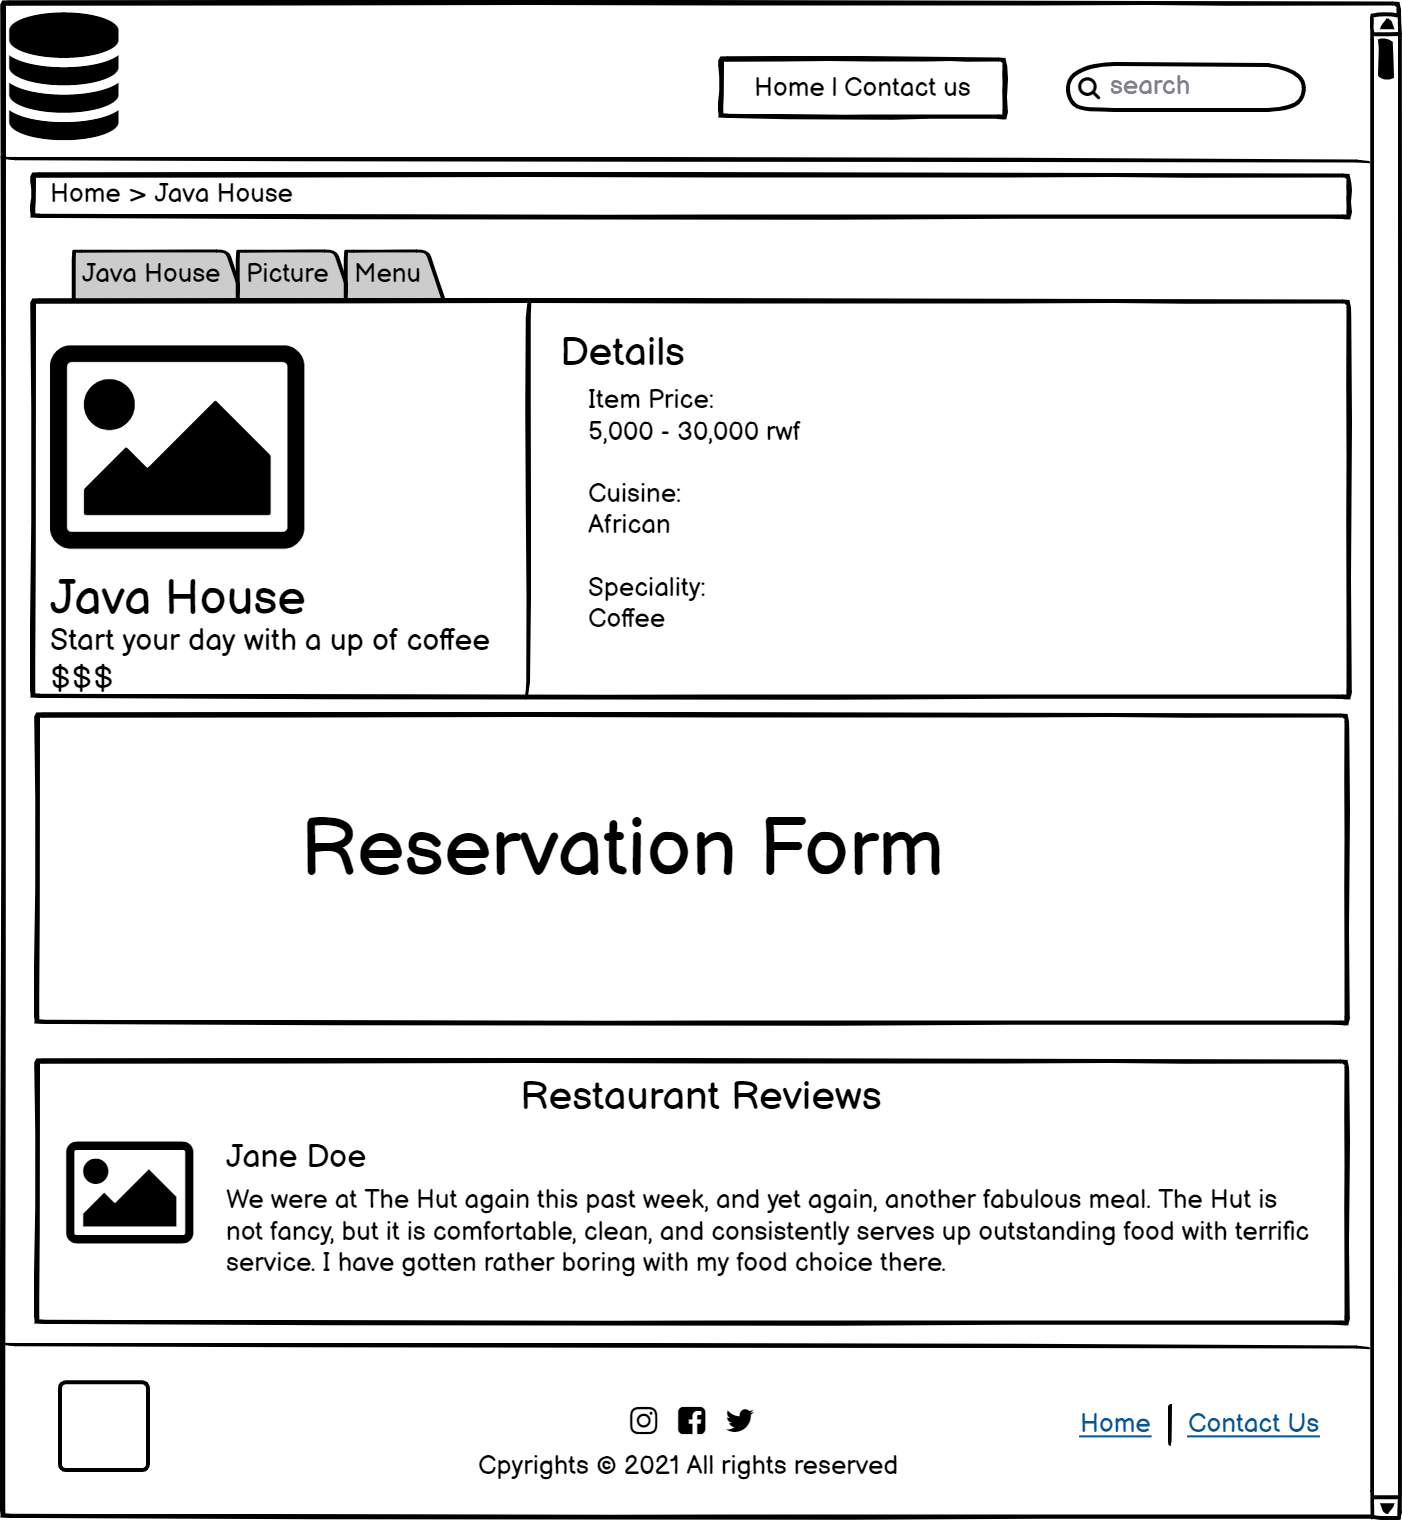 Home | Contact us
search
Home > Java House
Java House
Picture
Menu
Details
Item Price:
5,000 - 30,000 rwf
Cuisine:
African
Speciality:
Coffee
Java House
Start your day with a up of coffee
$$$
Reservation Form
Restaurant Reviews
Jane Doe
We were at The Hut again this past week, and yet again, another fabulous meal. The Hut is
not fancy, but it is comfortable, clean, and consistently serves up outstanding food with terrific
service. I have gotten rather boring with my food choice there.
Home | Contact Us
Cpyrights © 2021 All rights reserved